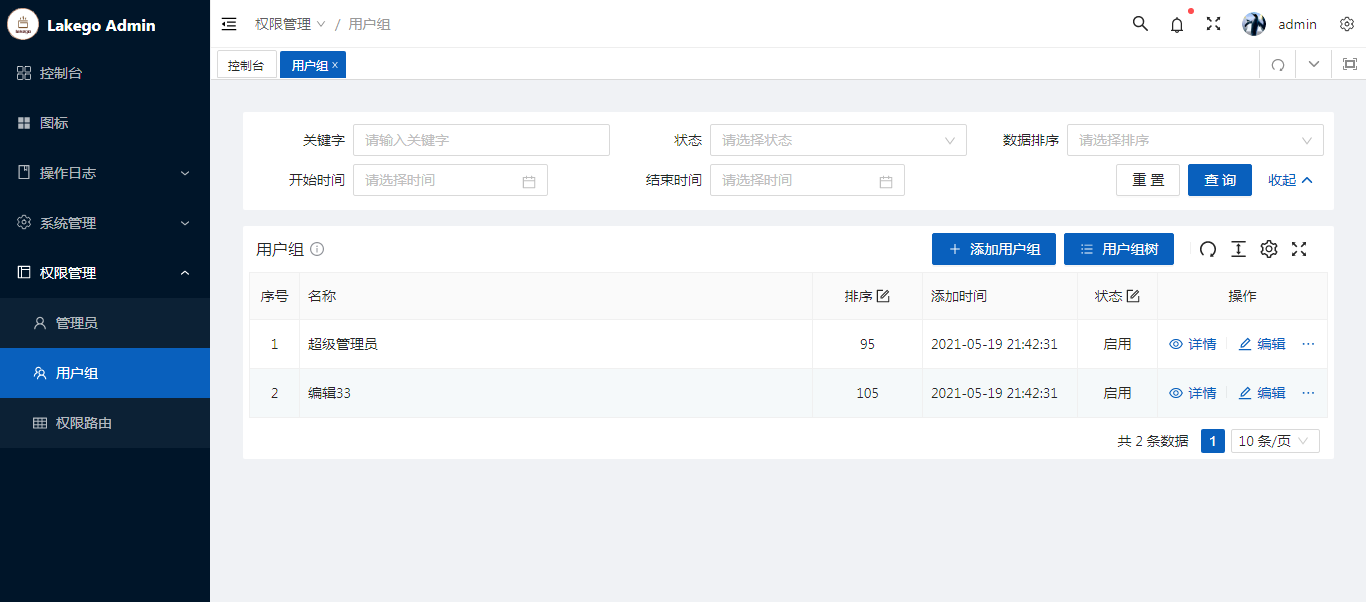 Lakego Admin
控制台
图标
操作日志
系统管理
权限管理
管理员
用户组
权限路由
权限管理 / 用户组
admin
控制台 用户组 ×
关键字 请输入关键字 状态 请选择状态 数据排序 请选择排序
开始时间 请选择时间 结束时间 请选择时间 重 置 查 询 收起
用户组 添加用户组 用户组树
序号 名称 排序 添加时间 状态 操作
1 超级管理员 95 2021-05-19 21:42:31 启用 详情 编辑 ···
2 编辑33 105 2021-05-19 21:42:31 启用 详情 编辑 ···
共 2 条数据 1 10 条/页